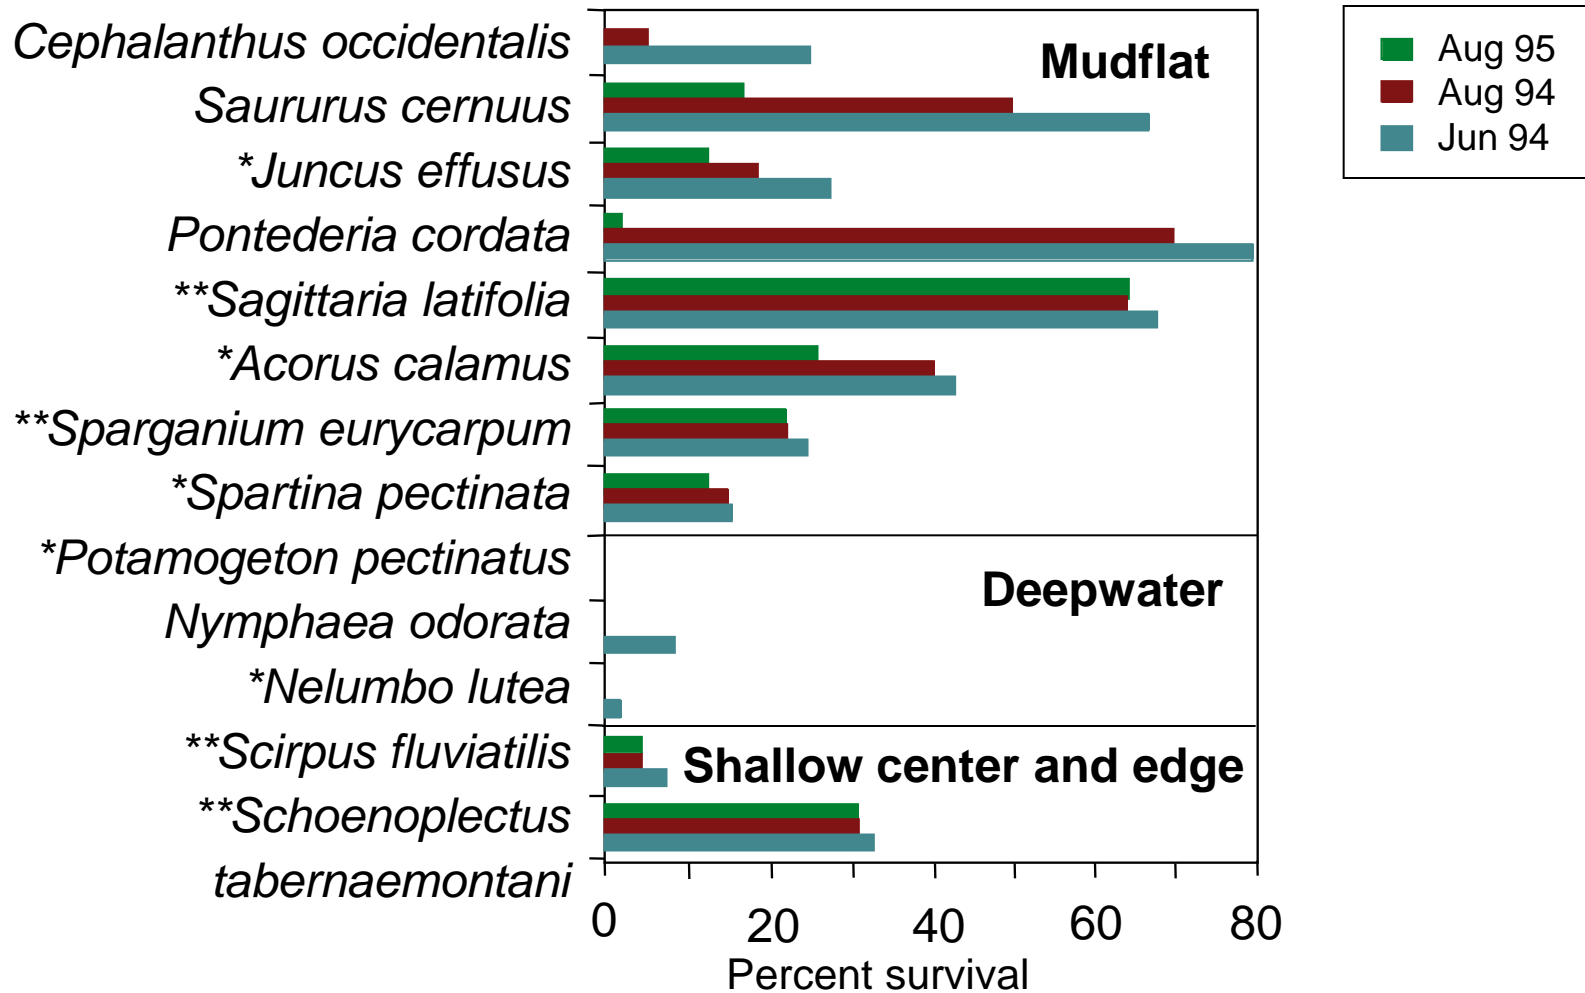 Cephalanthus occidentalis
Saururus cernuus
*Juncus effusus
Pontederia cordata
**Sagittaria latifolia
*Acorus calamus
**Sparganium eurycarpum
*Spartina pectinata
*Potamogeton pectinatus
Nymphaea odorata
*Nelumbo lutea
**Scirpus fluviatilis
**Schoenoplectus
tabernaemontani
Mudflat
Deepwater
Shallow center and edge
0 20 40 60 80
Percent survival
Aug 95
Aug 94
Jun 94